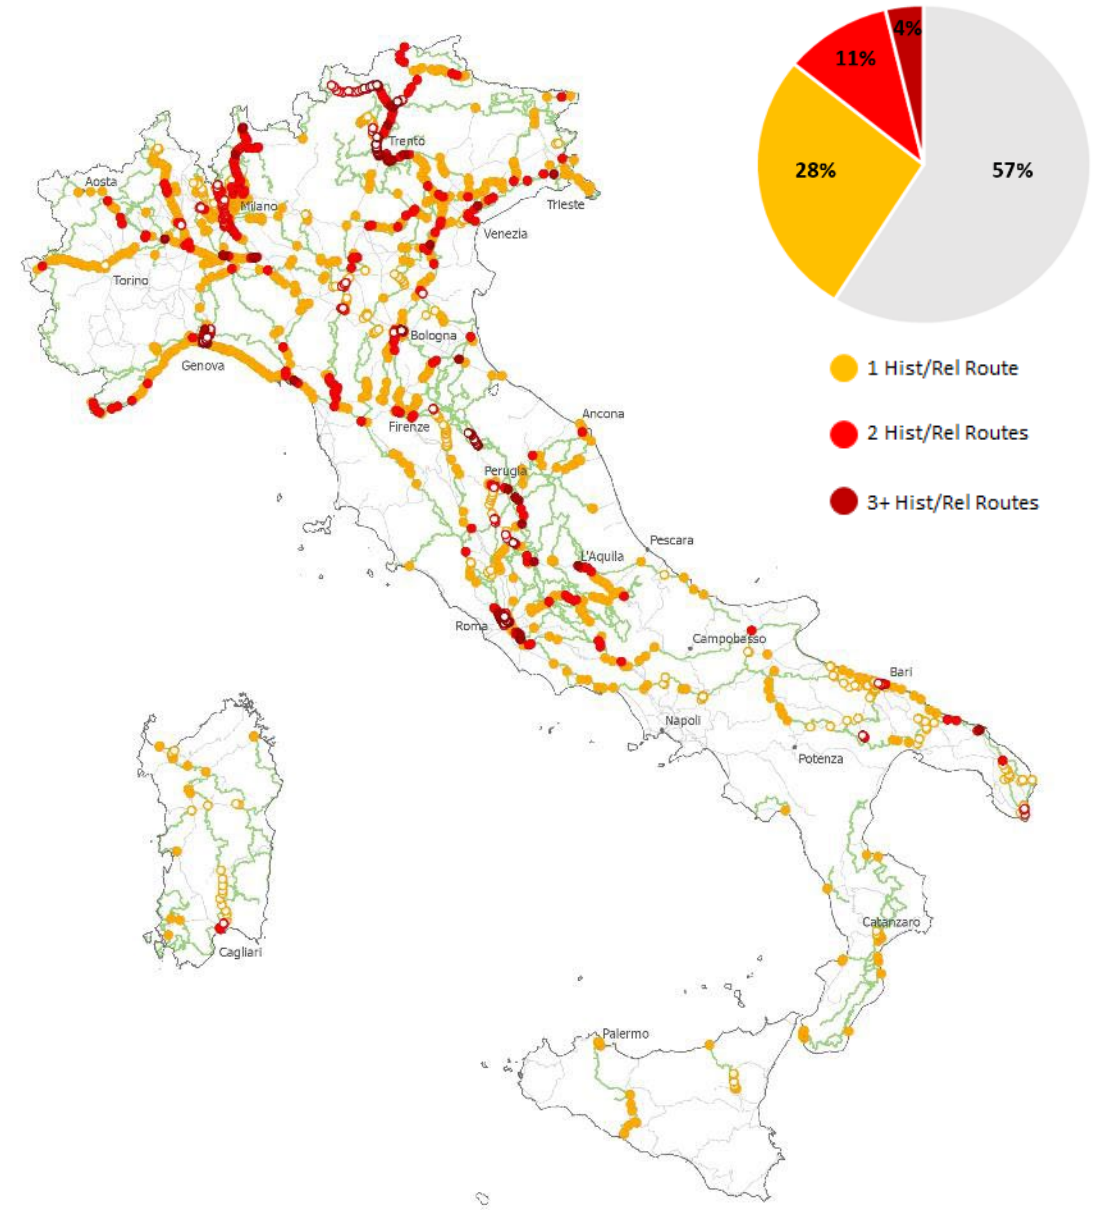 4%
11%
28%
57%
1 Hist/Rel Route
2 Hist/Rel Routes
3+ Hist/Rel Routes
Trento
Aosta
Milano
Trieste
Venezia
Torino
Bologna
Genova
Ancona
Firenze
Perugia
Pescara
L'Aquila
Roma
Campobasso
Bari
Napoli
Potenza
Catanzaro
Cagliari
Palermo